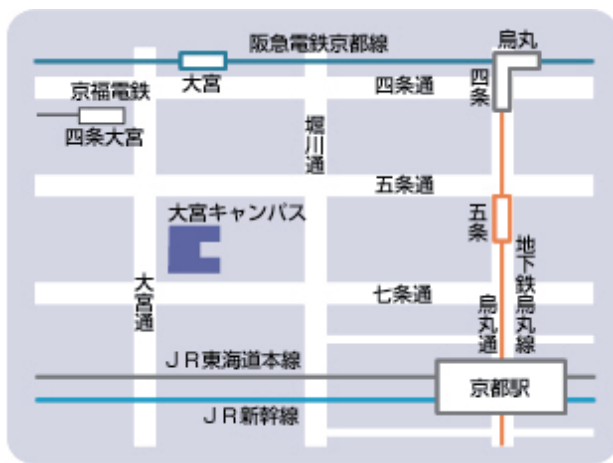 阪急電鉄京都線
烏丸
大宮
四条通
四条
京福電鉄
四条大宮
堀川通
五条通
五条
大宮キャンパス
大宮通
七条通
烏丸通
地下鉄烏丸線
JR東海道本線
京都駅
JR新幹線